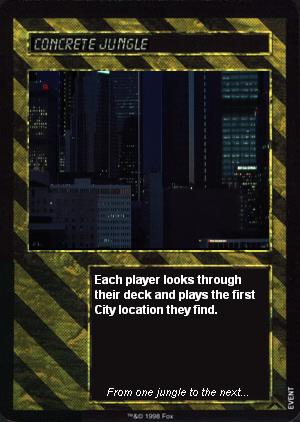 CONCRETE JUNGLE
Each player looks through
their deck and plays the first
City location they find.
From one jungle to the next...
EVENT
™&© 1998 Fox